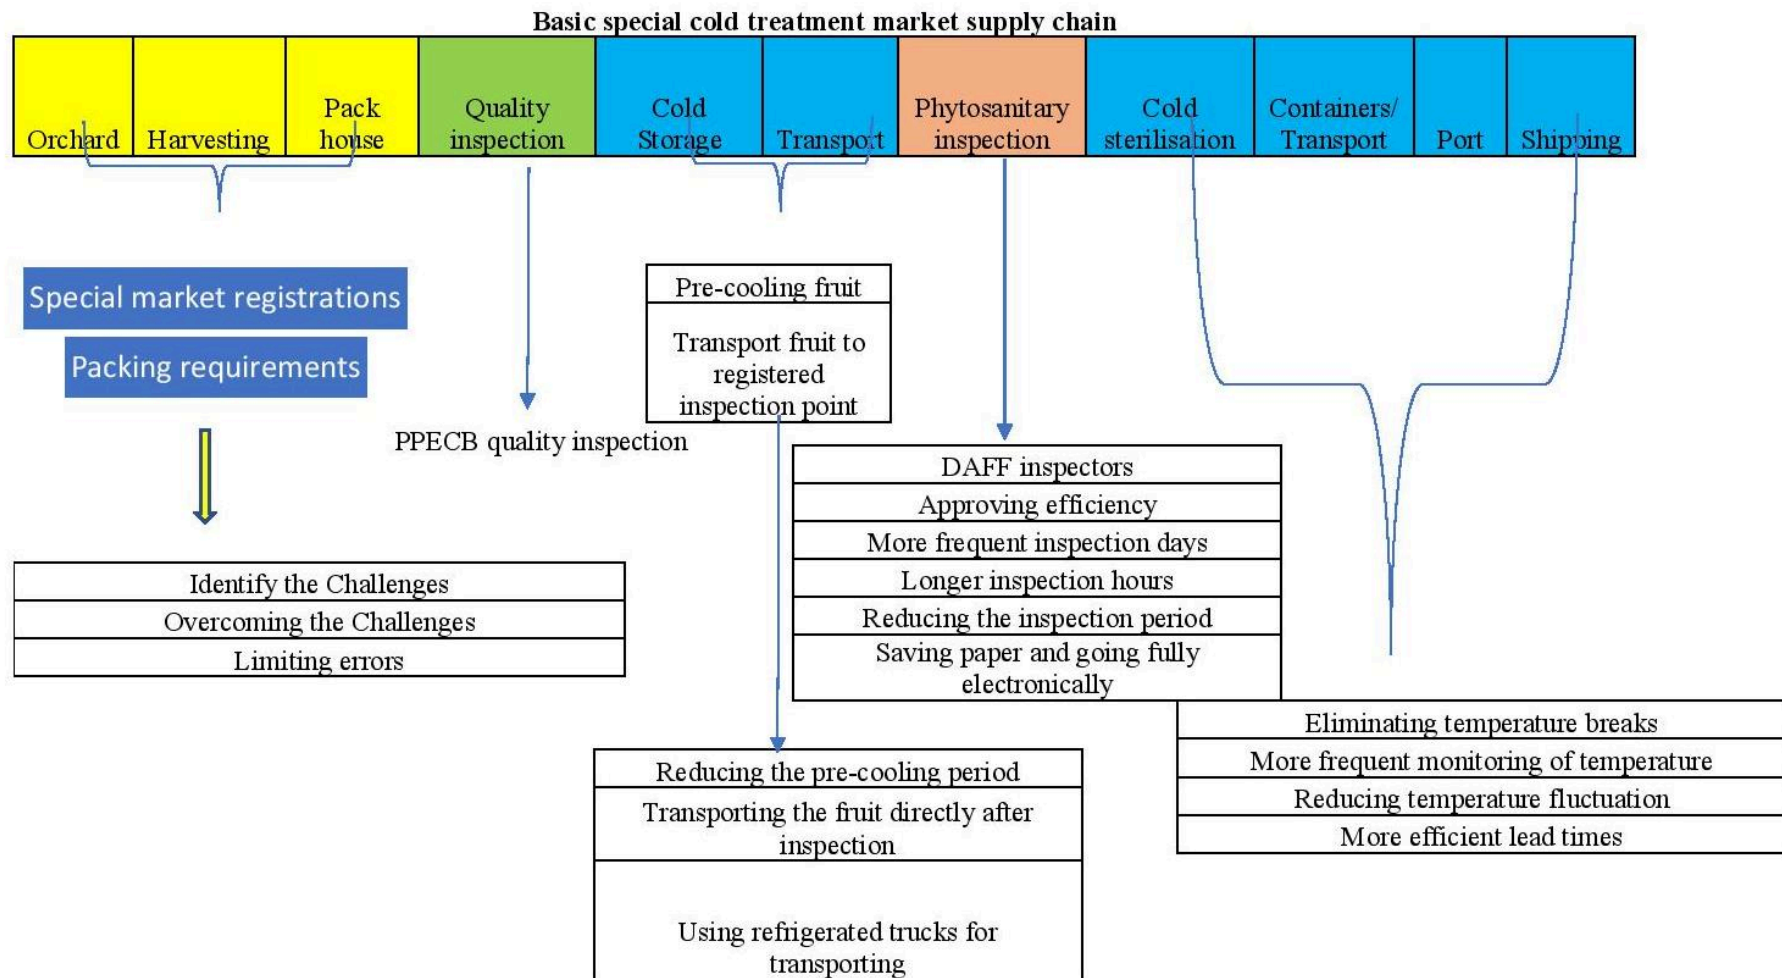 Basic special cold treatment market supply chain
Orchard
Harvesting
Pack
house
Quality
inspection
Cold
Storage
Transport
Phytosanitary
inspection
Cold
sterilisation
Containers/
Transport
Port
Shipping
Special market registrations
Packing requirements
Identify the Challenges
Overcoming the Challenges
Limiting errors
PPECB quality inspection
Pre-cooling fruit
Transport fruit to
registered
inspection point
Reducing the pre-cooling period
Transporting the fruit directly after
inspection
Using refrigerated trucks for
transporting
DAFF inspectors
Approving efficiency
More frequent inspection days
Longer inspection hours
Reducing the inspection period
Saving paper and going fully
electronically
Eliminating temperature breaks
More frequent monitoring of temperature
Reducing temperature fluctuation
More efficient lead times